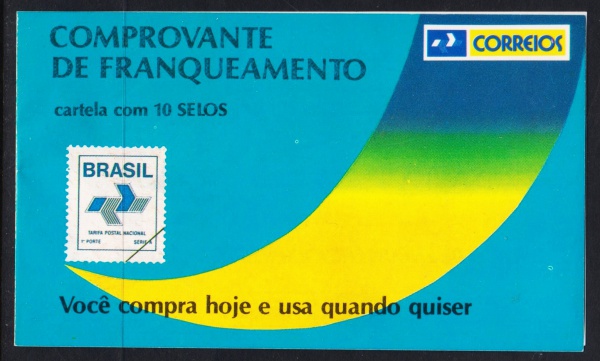 COMPROVANTE
DE FRANQUEAMENTO
CORREIOS
cartela com 10 SELOS
BRASIL
TARIFA POSTAL NACIONAL
1º PORTE SÉRIE A
Você compra hoje e usa quando quiser